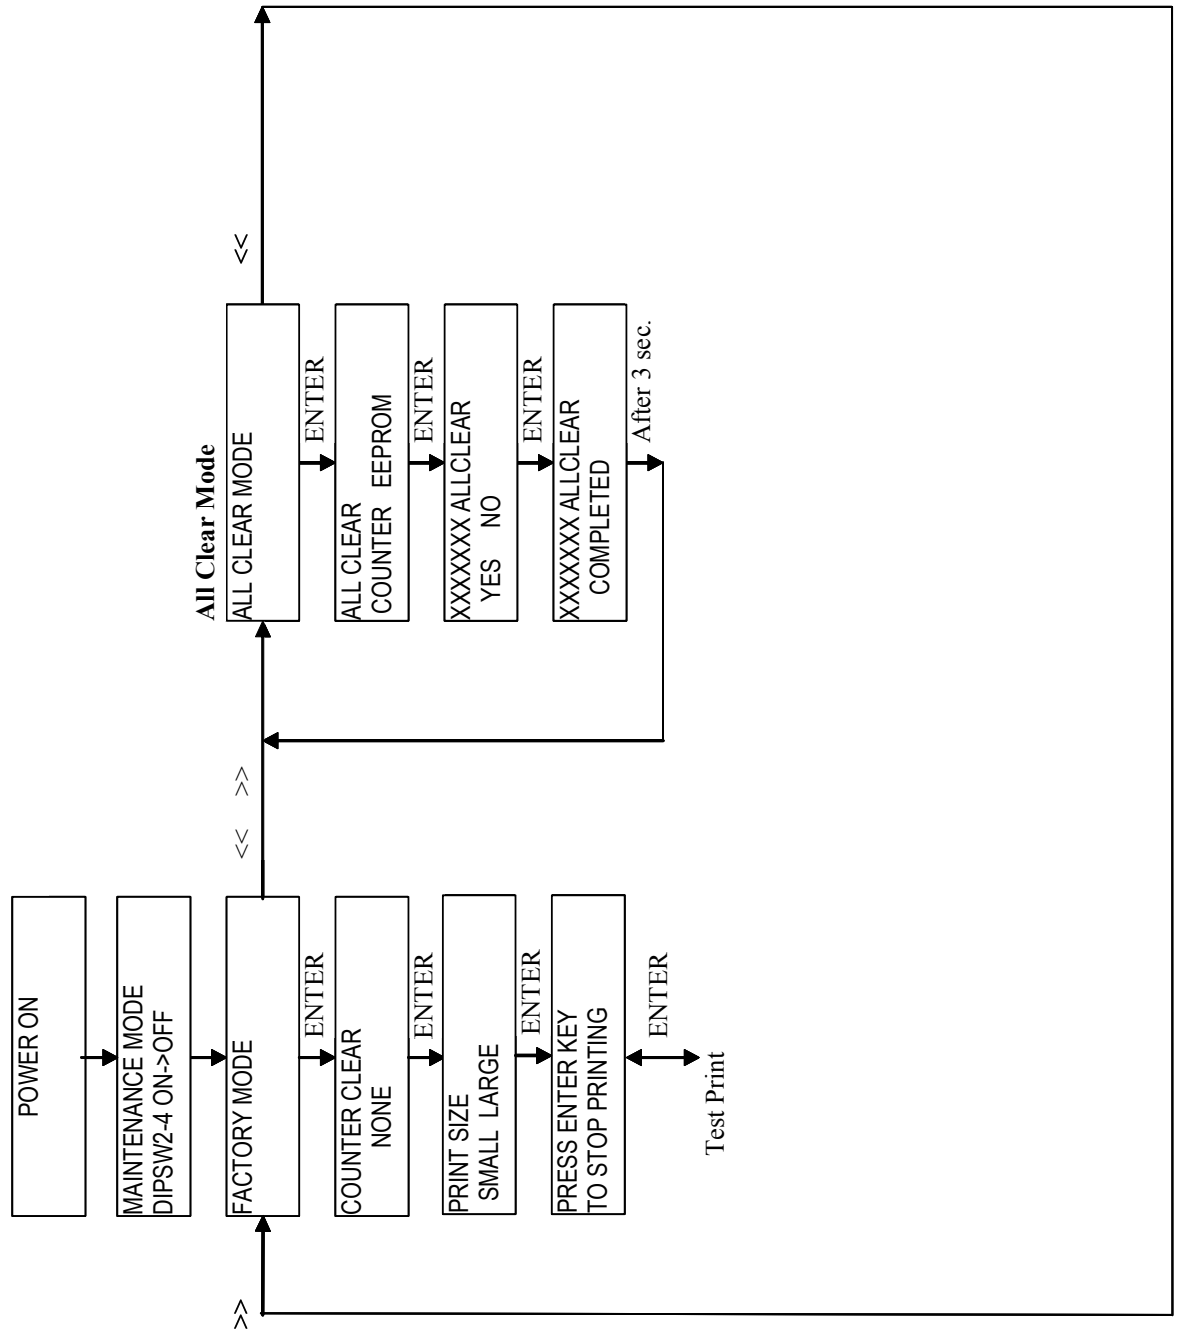 POWER ON
MAINTENANCE MODE
DIPSW2-4 ON->OFF
All Clear Mode
>>
<< >>
<<
FACTORY MODE
ENTER
COUNTER CLEAR
NONE
ENTER
PRINT SIZE
SMALL LARGE
ENTER
PRESS ENTER KEY
TO STOP PRINTING
ENTER
Test Print
ALL CLEAR MODE
ENTER
ALL CLEAR
COUNTER EEPROM
ENTER
XXXXXXX ALLCLEAR
YES NO
ENTER
XXXXXXX ALLCLEAR
COMPLETED
After 3 sec.